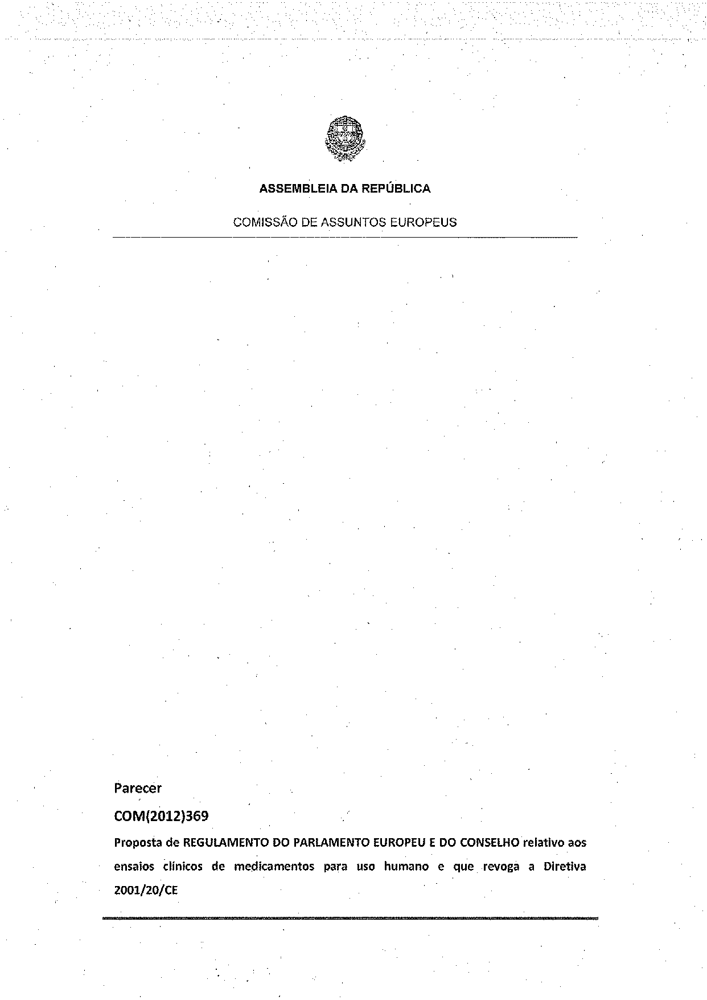 ASSEMBLEIA DA REPÚBLICA
COMISSÃO DE ASSUNTOS EUROPEUS
Parecer
COM(2012)369
Proposta de REGULAMENTO DO PARLAMENTO EUROPEU E DO CONSELHO relativo aos
ensaios clínicos de medicamentos para uso humano e que revoga a Diretiva
2001/20/CE